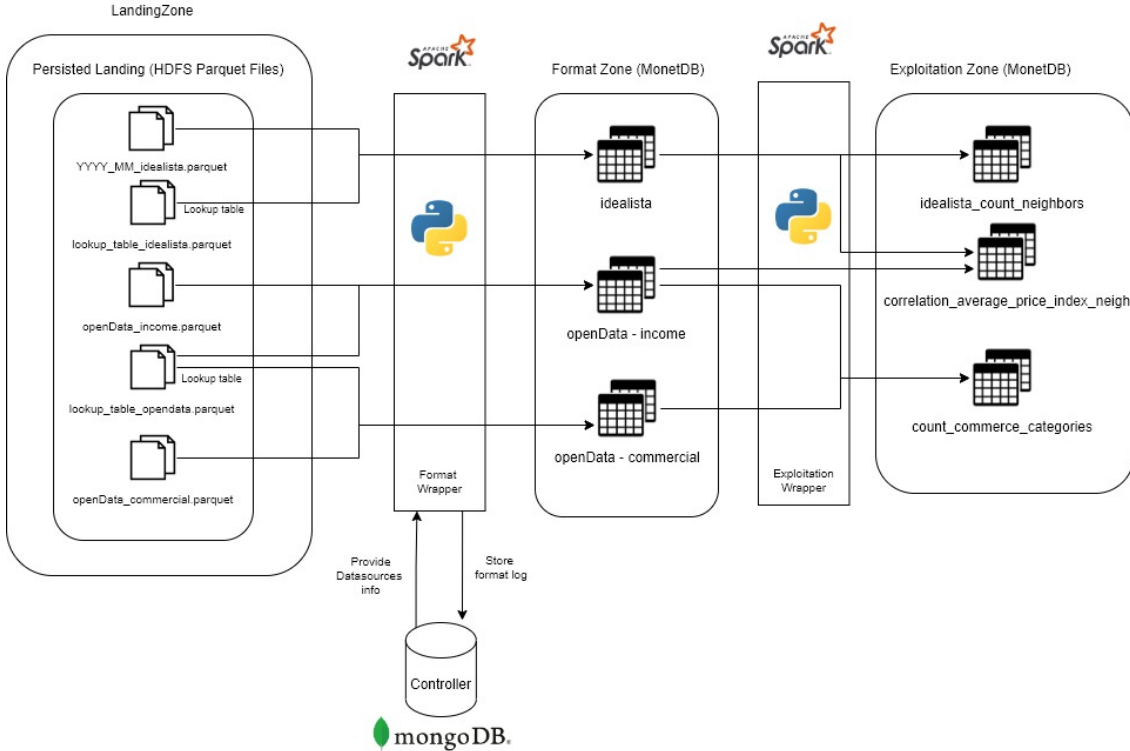 LandingZone
Persisted Landing (HDFS Parquet Files)
YYYY_MM_idealista.parquet
Lookup table
lookup_table_idealista.parquet
openData_income.parquet
Lookup table
lookup_table_opendata.parquet
openData_commercial.parquet
APACHE
Spark
Format
Wrapper
Provide
Datasources
info
Store
format log
Controller
mongoDB.
Format Zone (MonetDB)
idealista
openData - income
openData - commercial
APACHE
Spark
Exploitation
Wrapper
Exploitation Zone (MonetDB)
idealista_count_neighbors
correlation_average_price_index_neigh
count_commerce_categories